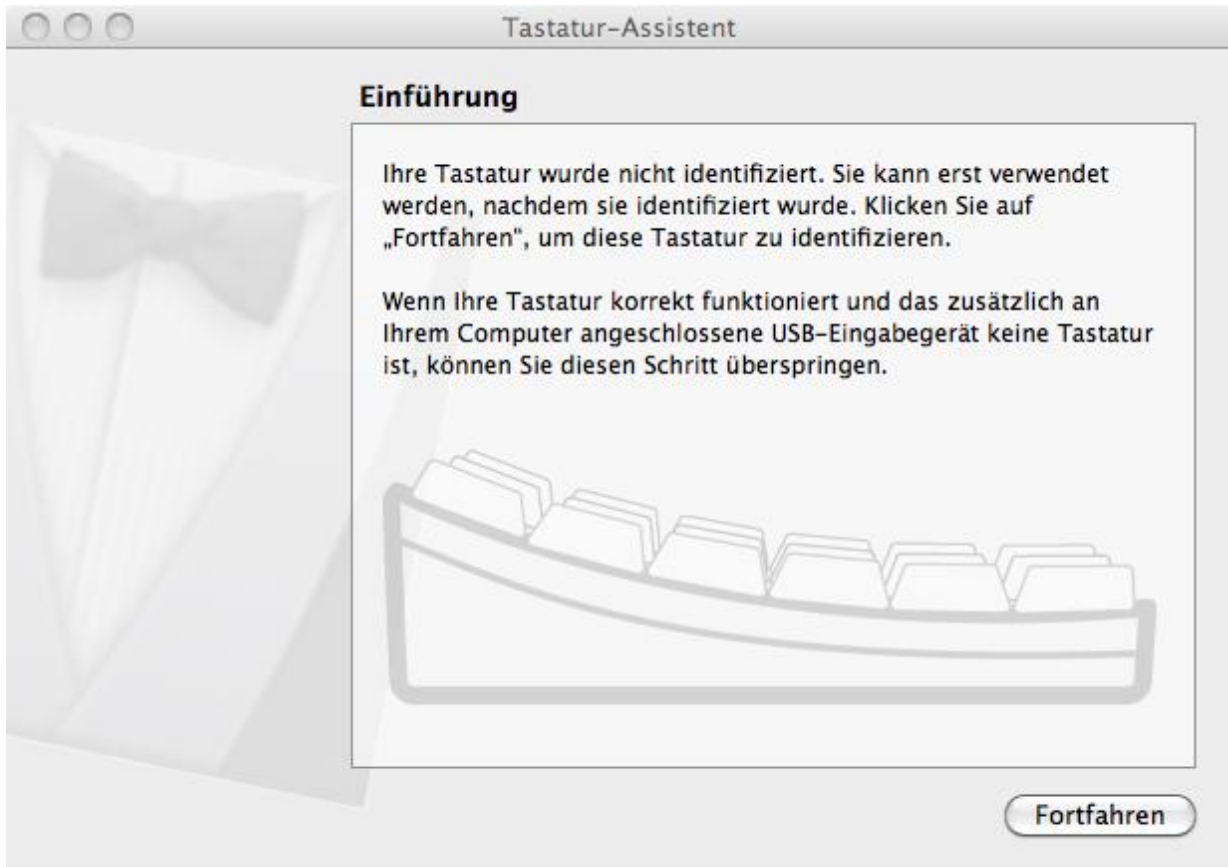 Tastatur-Assistent
Einführung
Ihre Tastatur wurde nicht identifiziert. Sie kann erst verwendet
werden, nachdem sie identifiziert wurde. Klicken Sie auf
„Fortfahren", um diese Tastatur zu identifizieren.
Wenn Ihre Tastatur korrekt funktioniert und das zusätzlich an
Ihrem Computer angeschlossene USB-Eingabegerät keine Tastatur
ist, können Sie diesen Schritt überspringen.
Fortfahren